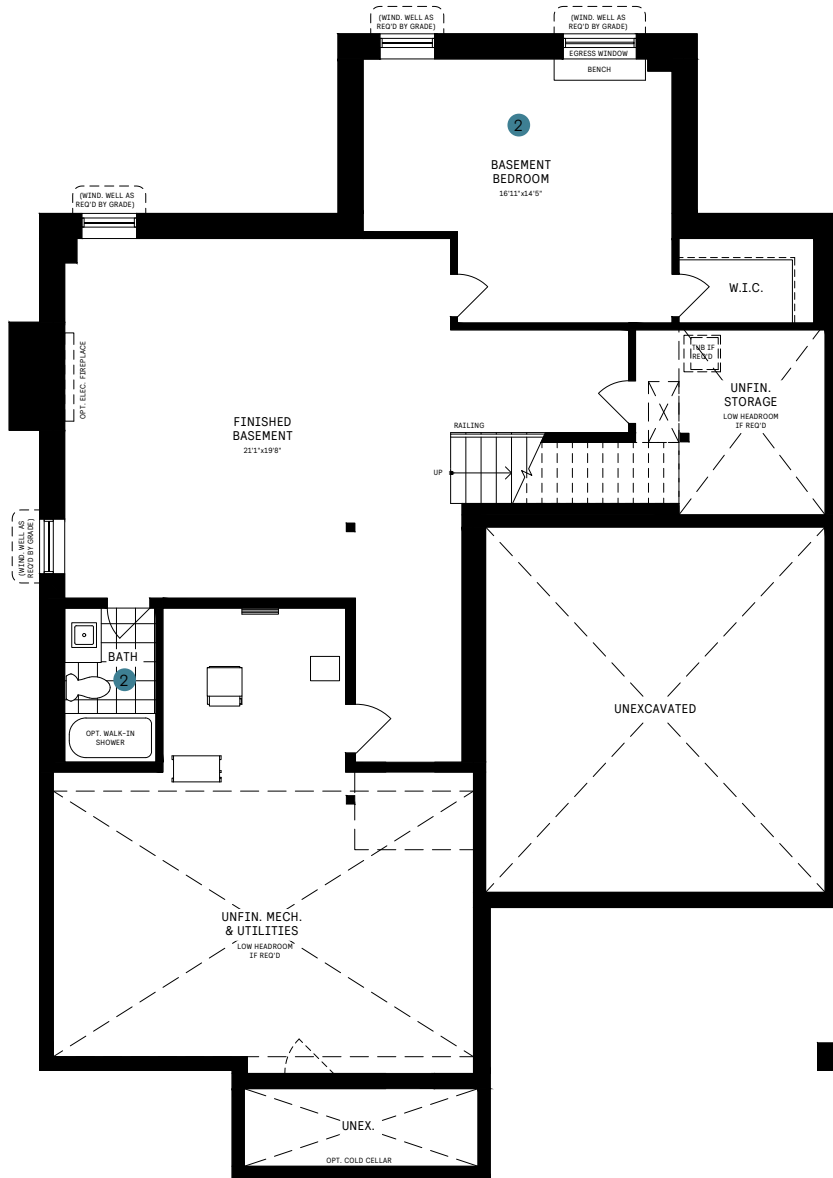 (WIND. WELL AS
REQ'D BY GRADE)
(WIND. WELL AS
REQ'D BY GRADE)
EGRESS WINDOW
BENCH
2
BASEMENT
BEDROOM
16'11"x14'5"
(WIND. WELL AS
REQ'D BY GRADE)
W.I.C.
OPT. ELEC. FIREPLACE
TUB IF
REQ'D
UNFIN.
STORAGE
LOW HEADROOM
IF REQ'D
FINISHED
BASEMENT
21'1"x19'8"
RAILING
UP
(WIND. WELL AS
REQ'D BY GRADE)
BATH
2
OPT. WALK-IN
SHOWER
UNEXCAVATED
UNFIN. MECH.
& UTILITIES
LOW HEADROOM
IF REQ'D
UNEX.
OPT. COLD CELLAR